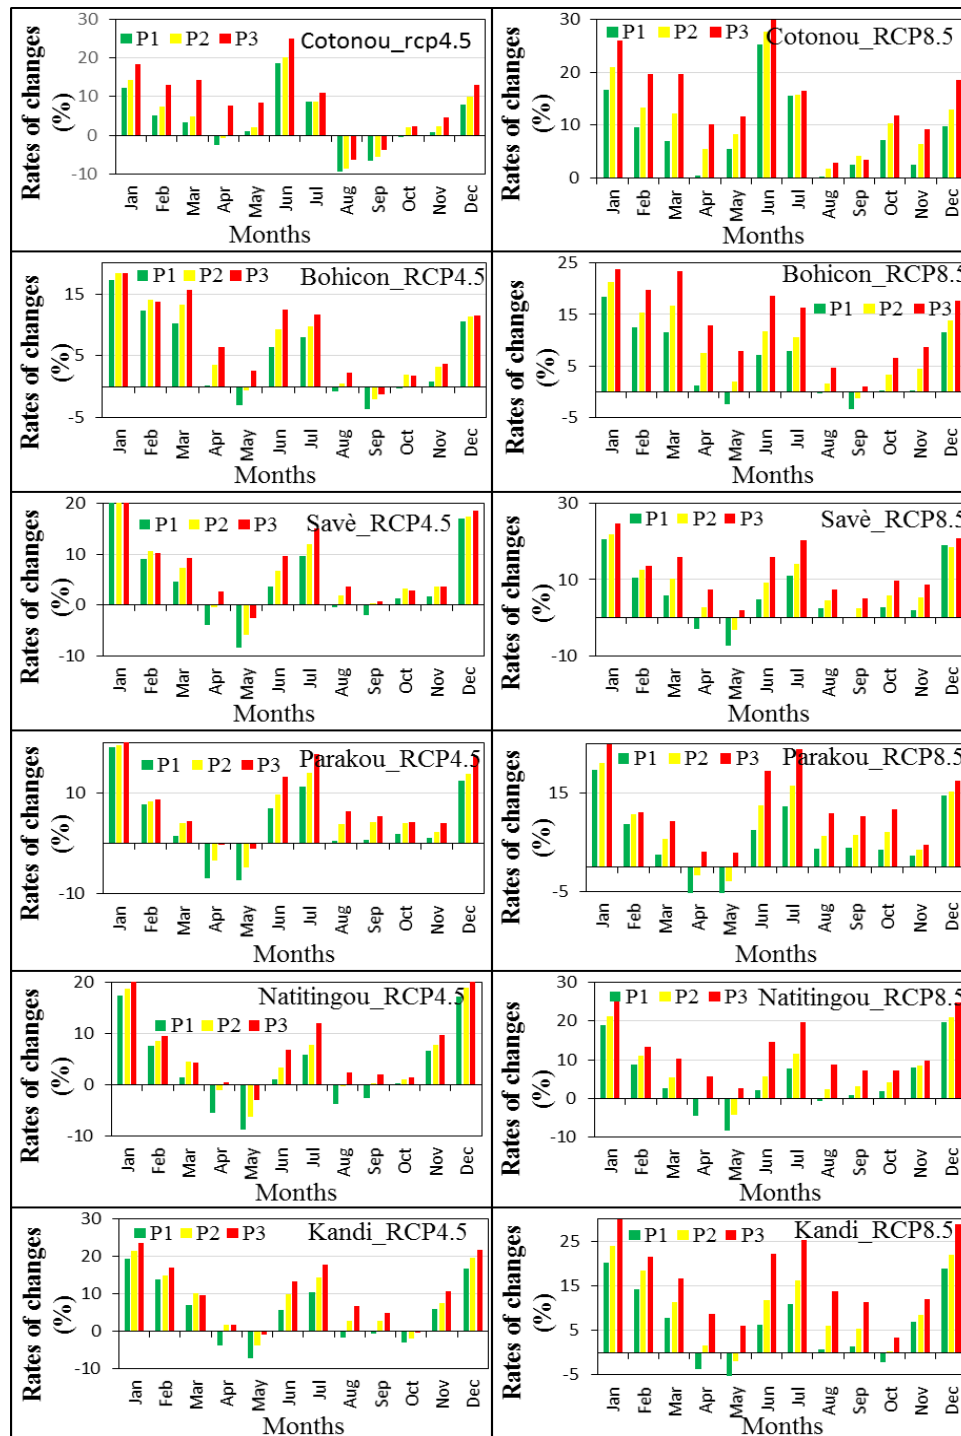 Rates of changes (%)
30
20
10
0
-10
P1 P2 P3
Cotonou_rcp4.5
Jan Feb Mar Apr May Jun Jul Aug Sep Oct Nov Dec
Months
Rates of changes (%)
30
20
10
0
P1 P2 P3
Cotonou_RCP8.5
Jan Feb Mar Apr May Jun Jul Aug Sep Oct Nov Dec
Months
Rates of changes (%)
15
5
-5
P1 P2 P3
Bohicon_RCP4.5
Jan Feb Mar Apr May Jun Jul Aug Sep Oct Nov Dec
Months
Rates of changes (%)
25
15
5
-5
Bohicon_RCP8.5
P1 P2 P3
Jan Feb Mar Apr May Jun Jul Aug Sep Oct Nov Dec
Months
Rates of changes (%)
20
10
0
-10
P1 P2 P3
Savè_RCP4.5
Jan Feb Mar Apr May Jun Jul Aug Sep Oct Nov Dec
Months
Rates of changes (%)
30
10
-10
P1 P2 P3
Savè_RCP8.5
Jan Feb Mar Apr May Jun Jul Aug Sep Oct Nov Dec
Months
Rates of changes (%)
10
-10
P1 P2 P3
Parakou_RCP4.5
Jan Feb Mar Apr May Jun Jul Aug Sep Oct Nov Dec
Months
Rates of changes (%)
15
-5
P1 P2 P3
Parakou_RCP8.5
Jan Feb Mar Apr May Jun Jul Aug Sep Oct Nov Dec
Months
Rates of changes (%)
20
10
0
-10
Natitingou_RCP4.5
P1 P2 P3
Jan Feb Mar Apr May Jun Jul Aug Sep Oct Nov Dec
Months
Rates of changes (%)
30
20
10
0
-10
P1 P2 P3
Natitingou_RCP8.5
Jan Feb Mar Apr May Jun Jul Aug Sep Oct Nov Dec
Months
Rates of changes (%)
30
20
10
0
-10
P1 P2 P3
Kandi_RCP4.5
Jan Feb Mar Apr May Jun Jul Aug Sep Oct Nov Dec
Months
Rates of changes (%)
25
15
5
-5
P1 P2 P3
Kandi_RCP8.5
Jan Feb Mar Apr May Jun Jul Aug Sep Oct Nov Dec
Months